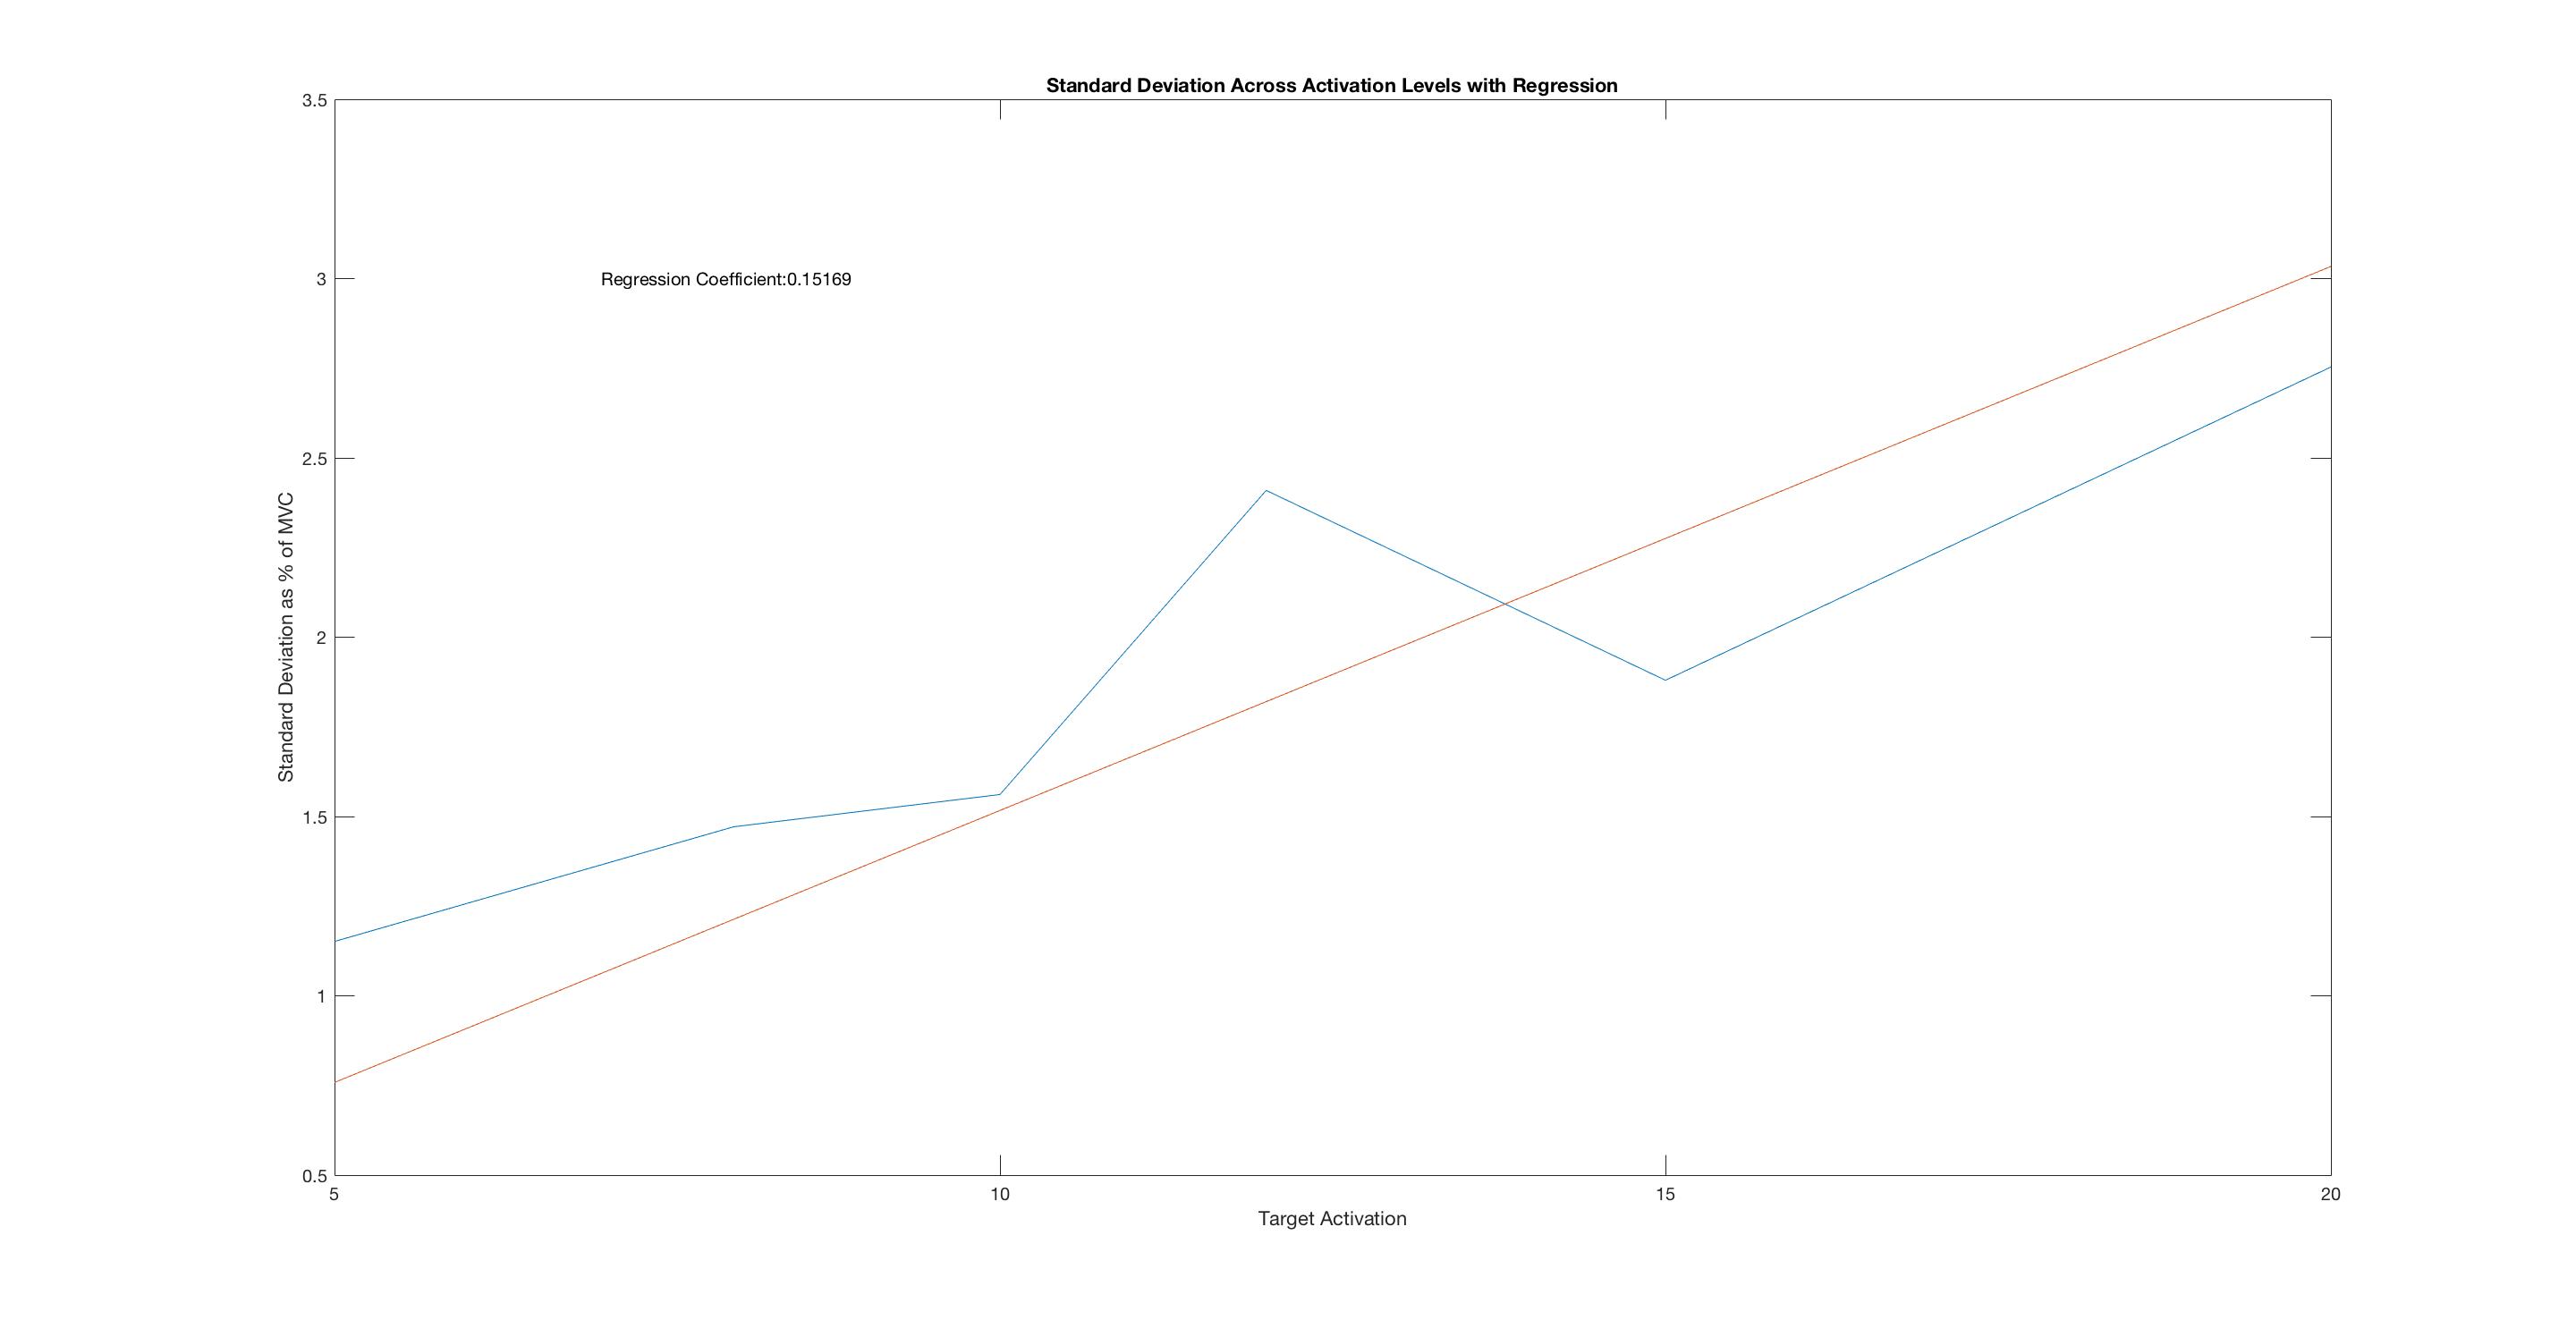 Standard Deviation Across Activation Levels with Regression
3.5
3
2.5
2
1.5
1
0.5
Standard Deviation as % of MVC
Regression Coefficient:0.15169
5
10
15
20
Target Activation